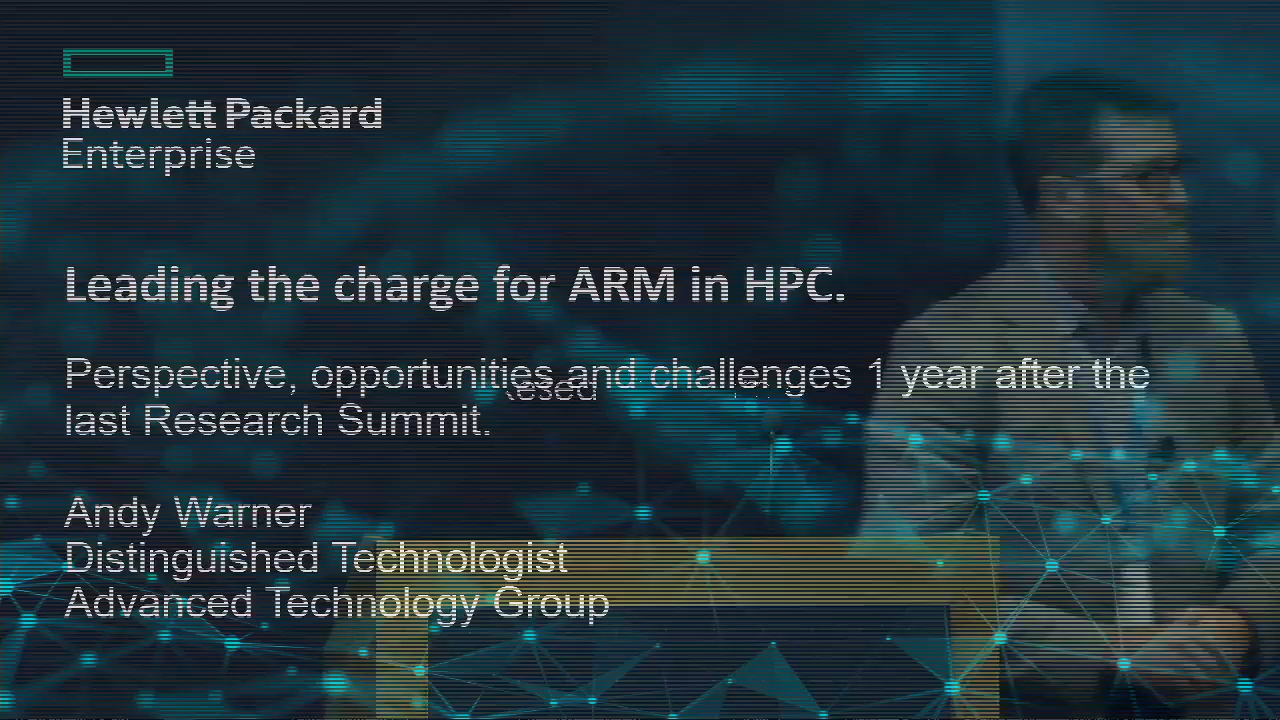 Hewlett Packard
Enterprise
Leading the charge for ARM in HPC.
Perspective, opportunities and challenges 1 year after the
last Research Summit.
Andy Warner
Distinguished Technologist
Advanced Technology Group